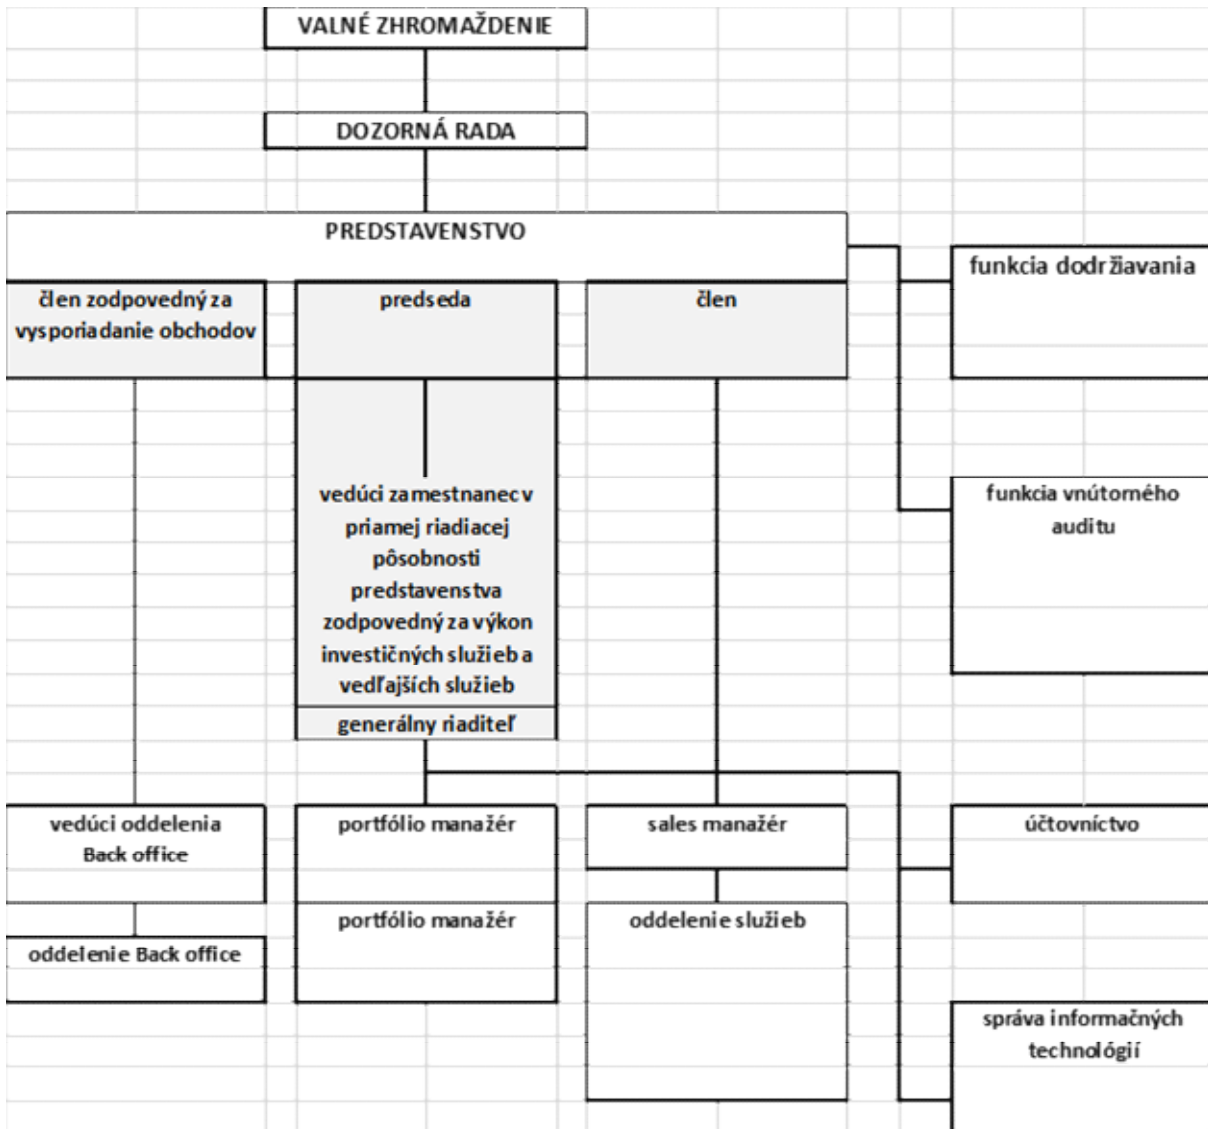 VALNÉ ZHROMAŽDENIE
DOZORNÁ RADA
PREDSTAVENSTVO
funkcia dodržiavania
člen zodpovedný za
vysporiadanie obchodov
predseda
člen
vedúci zamestnanec v
priamej riadiacej
pôsobnosti
predstavenstva
zodpovedný za výkon
investičných služieb a
vedľajších služieb
generálny riaditeľ
funkcia vnútorného
auditu
vedúci oddelenia
Back office
portfólio manažér
sales manažér
účtovníctvo
oddelenie Back office
portfólio manažér
oddelenie služieb
správa informačných
technológií